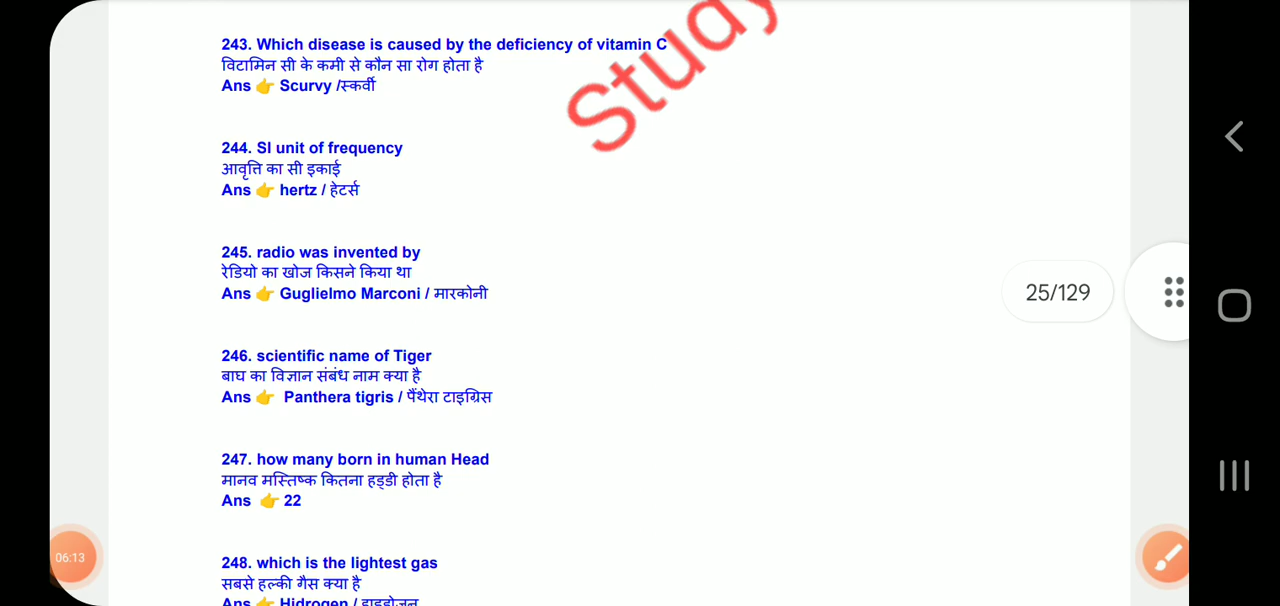 243. Which disease is caused by the deficiency of vitamin C
विटामिन सी के कमी से कौन सा रोग होता है
Ans 👉 Scurvy /स्कर्वी
Study
244. SI unit of frequency
आवृत्ति का सी इकाई
Ans 👉 hertz / हेटर्स
245. radio was invented by
रेडियो का खोज किसने किया था
Ans 👉 Guglielmo Marconi / मारकोनी
25/129
246. scientific name of Tiger
बाघ का विज्ञान संबंध नाम क्या है
Ans 👉 Panthera tigris / पैंथेरा टाइग्रिस
247. how many born in human Head
मानव मस्तिष्क कितना हड्डी होता है
Ans 👉 22
06:13
248. which is the lightest gas
सबसे हल्की गैस क्या है
Ans 👉 Hidrogen / हाइड्रोजन